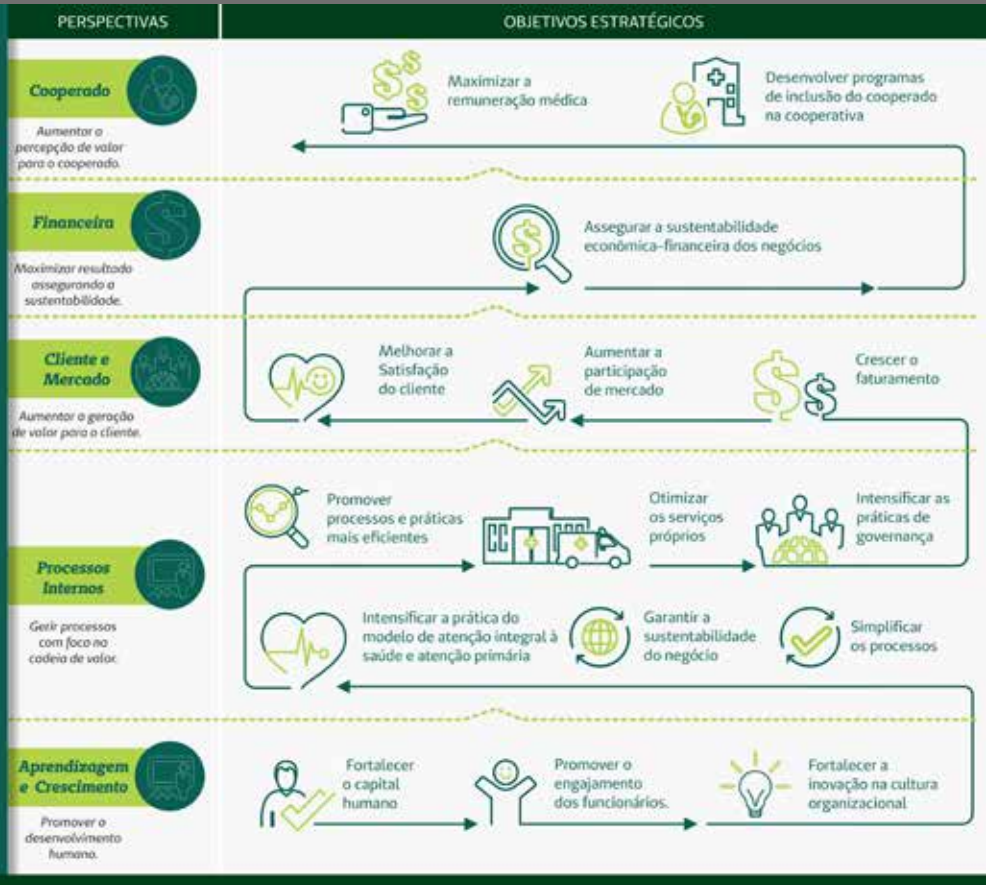 PERSPECTIVAS
OBJETIVOS ESTRATÉGICOS
Cooperado
Aumentar a
percepção de valor
para o cooperado.
Maximizar a
remuneração médica
Desenvolver programas
de inclusão do cooperado
na cooperativa
Financeira
Maximizar resultado
assegurando a
sustentabilidade.
Assegurar a sustentabilidade
econômica-financeira dos negócios
Cliente e
Mercado
Aumentar a geração
de valor para o cliente.
Melhorar a
Satisfação
do cliente
Aumentar a
participação
de mercado
Crescer o
faturamento
Processos
Internos
Gerir processos
com foco na
cadeia de valor.
Promover
processos e práticas
mais eficientes
Otimizar
os serviços
próprios
Intensificar as
práticas de
governança
Intensificar a prática do
modelo de atenção integral à
saúde e atenção primária
Garantir a
sustentabilidade
do negócio
Simplificar
os processos
Aprendizagem
e Crescimento
Promover o
desenvolvimento
humano.
Fortalecer
o capital
humano
Promover o
engajamento
dos funcionários.
Fortalecer a
inovação na cultura
organizacional